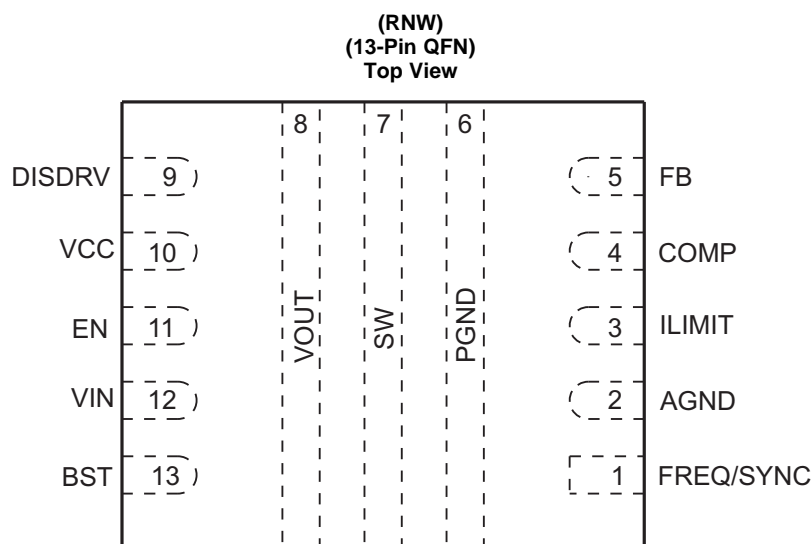 (RNW)
(13-Pin QFN)
Top View
8 7 6
DISDRV 9 5 FB
VCC 10 4 COMP
EN 11 3 ILIMIT
VIN 12 2 AGND
BST 13 1 FREQ/SYNC
VOUT
SW
PGND